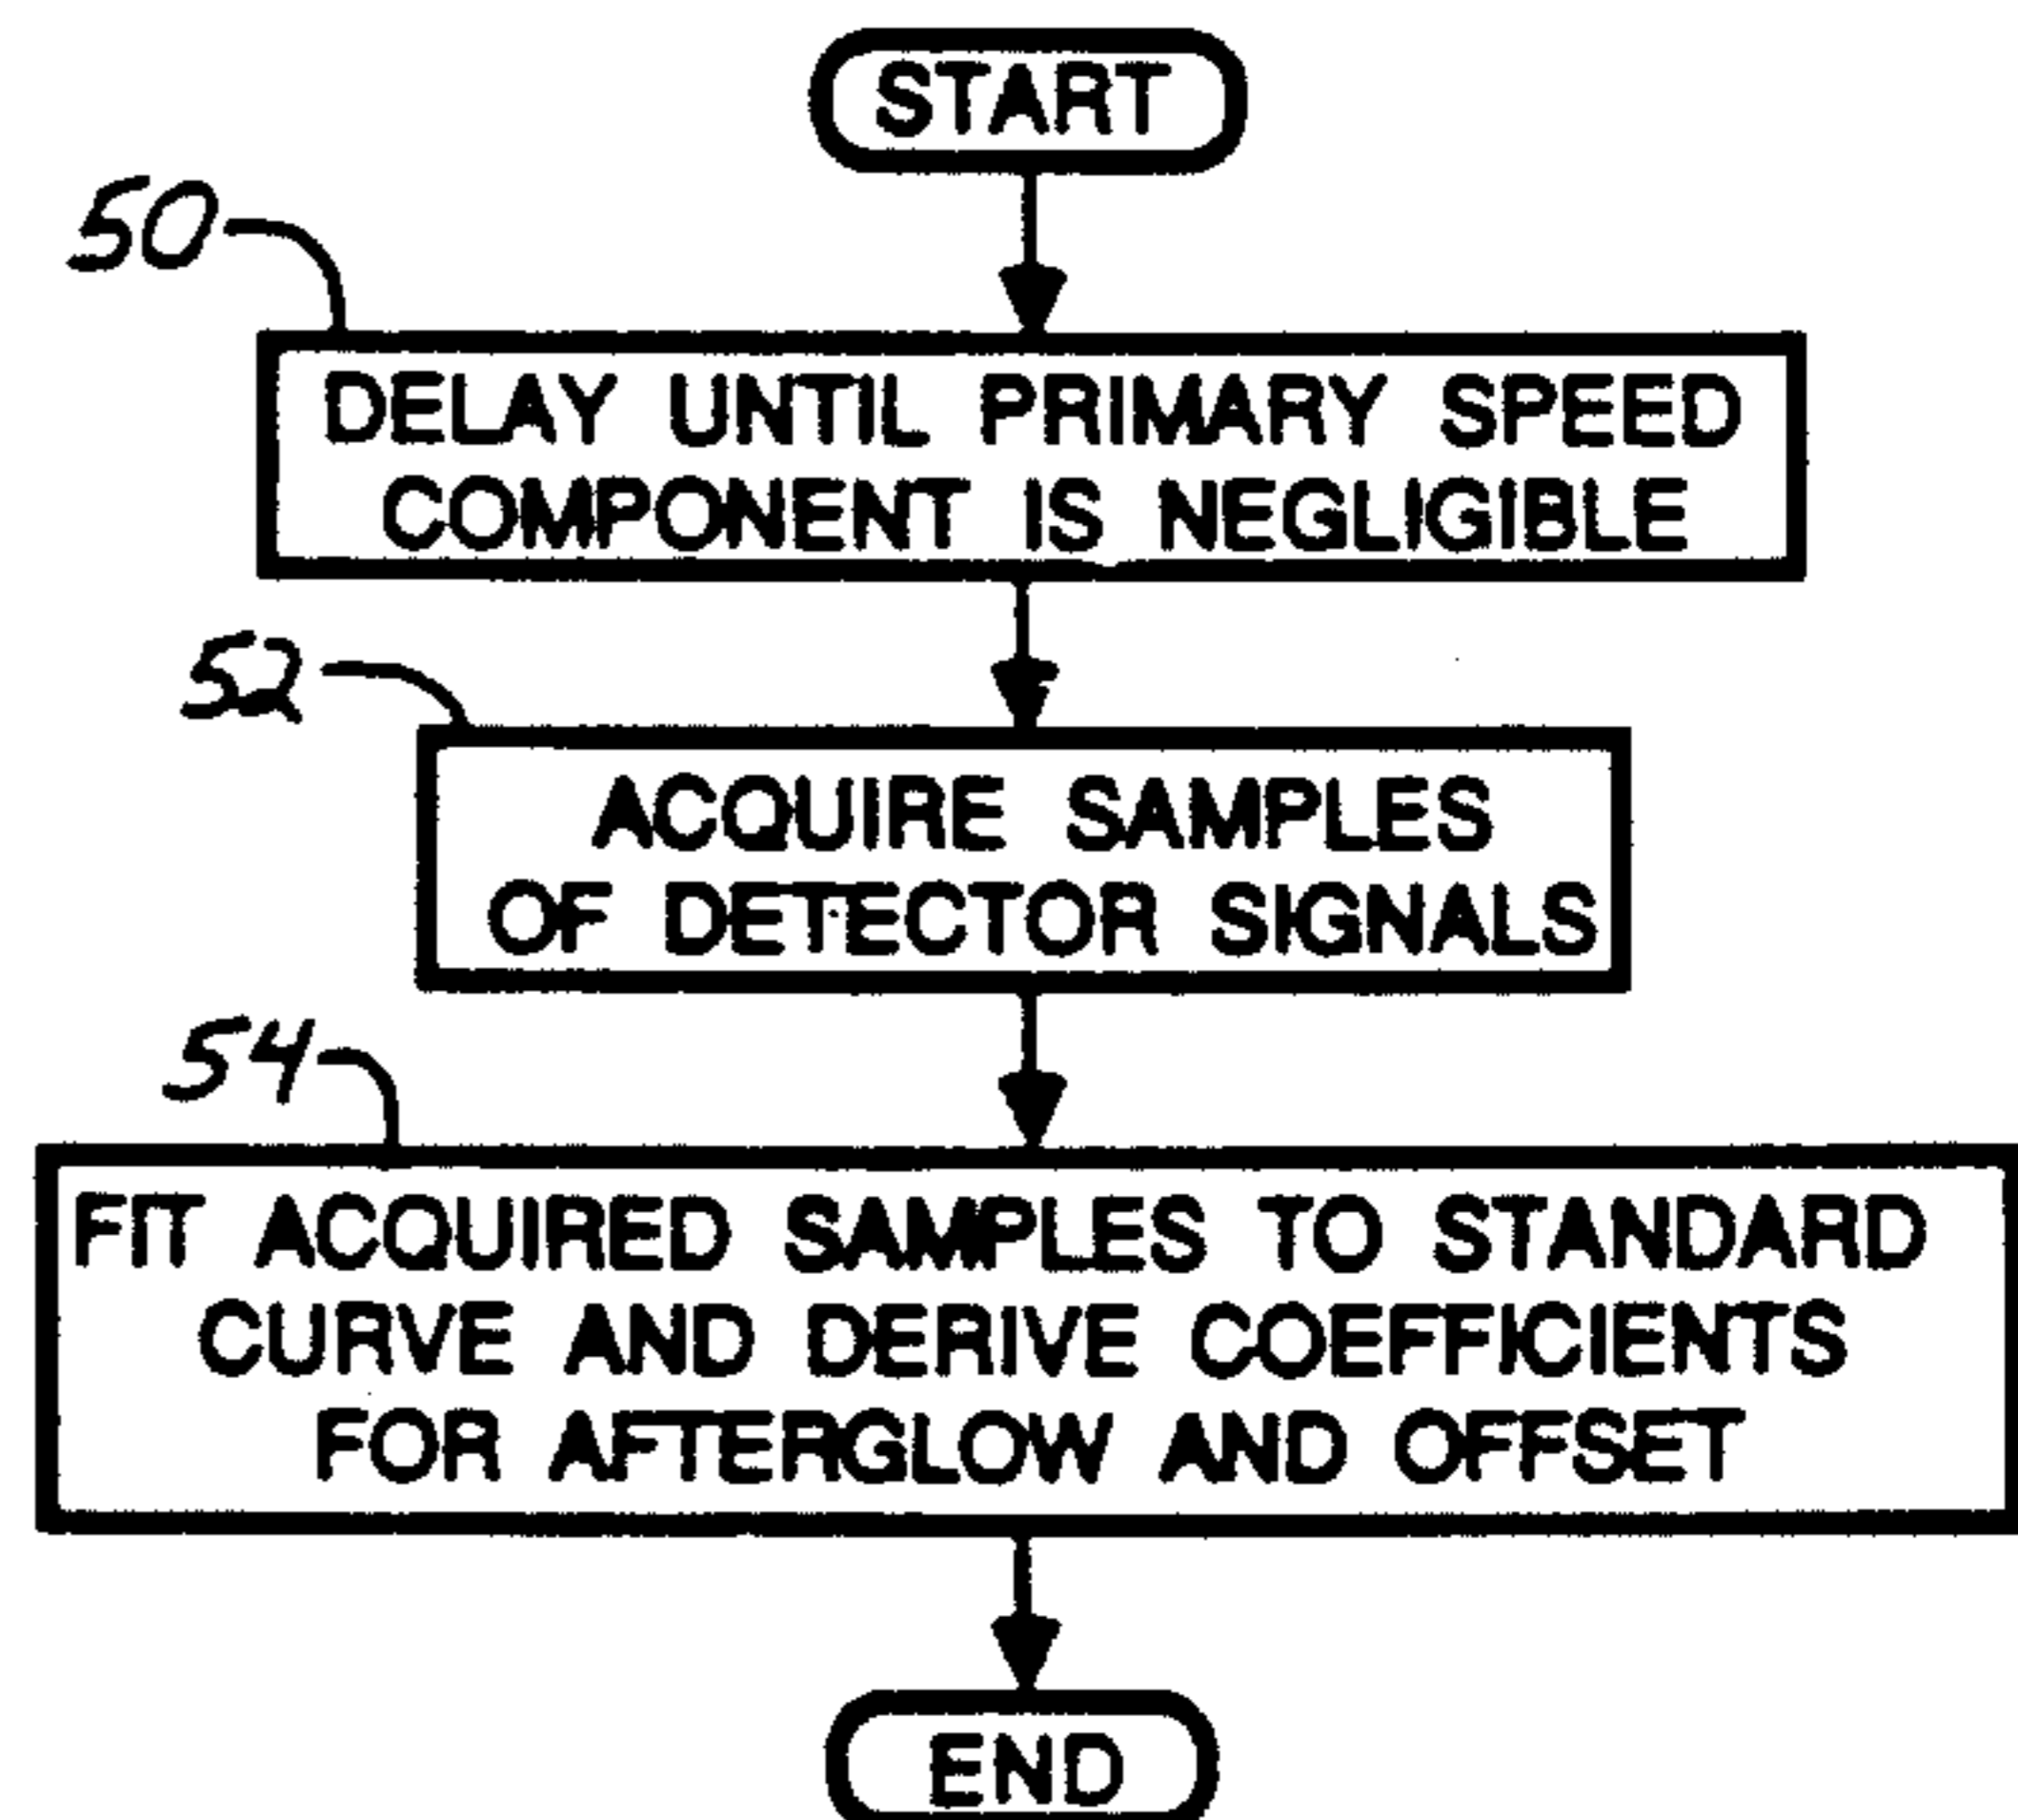 START
50
DELAY UNTIL PRIMARY SPEED
COMPONENT IS NEGLIGIBLE
52
ACQUIRE SAMPLES
OF DETECTOR SIGNALS
54
FIT ACQUIRED SAMPLES TO STANDARD
CURVE AND DERIVE COEFFICIENTS
FOR AFTERGLOW AND OFFSET
END